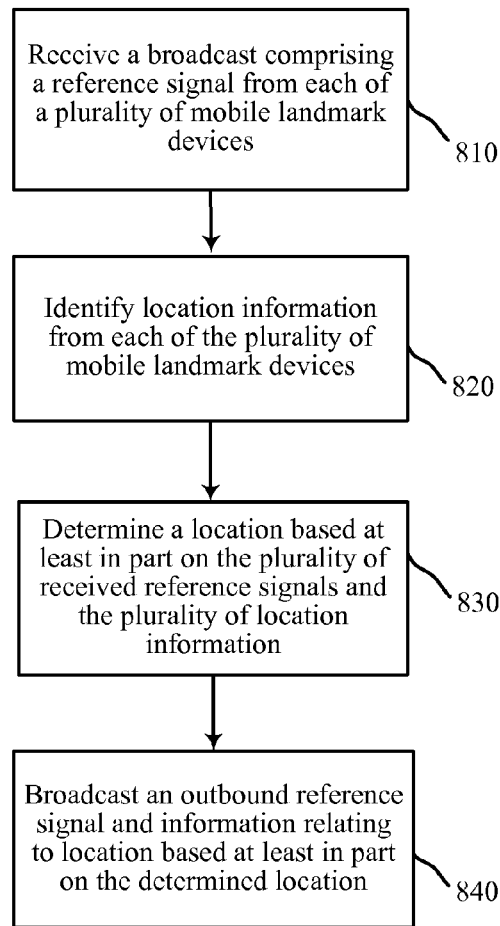 Receive a broadcast comprising
a reference signal from each of
a plurality of mobile landmark
devices
810
Identify location information
from each of the plurality of
mobile landmark devices
820
Determine a location based at
least in part on the plurality of
received reference signals and
the plurality of location
information
830
Broadcast an outbound reference
signal and information relating
to location based at least in part
on the determined location
840